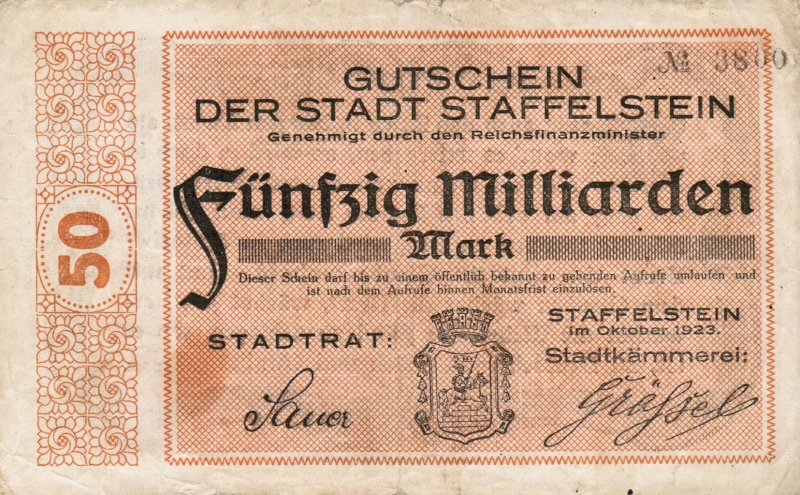 № 3800
GUTSCHEIN
DER STADT STAFFELSTEIN
Genehmigt durch den Reichsfinanzminister
Fünfzig Milliarden
Mark
50
Dieser Schein darf bis zu einem öffentlich bekannt zu gebenden Aufrufe umlaufen und
ist nach dem Aufrufe binnen Monatsfrist einzulösen.
STAFFELSTEIN
im Oktober 1923.
STADTRAT:
Stadtkämmerei:
Sauer